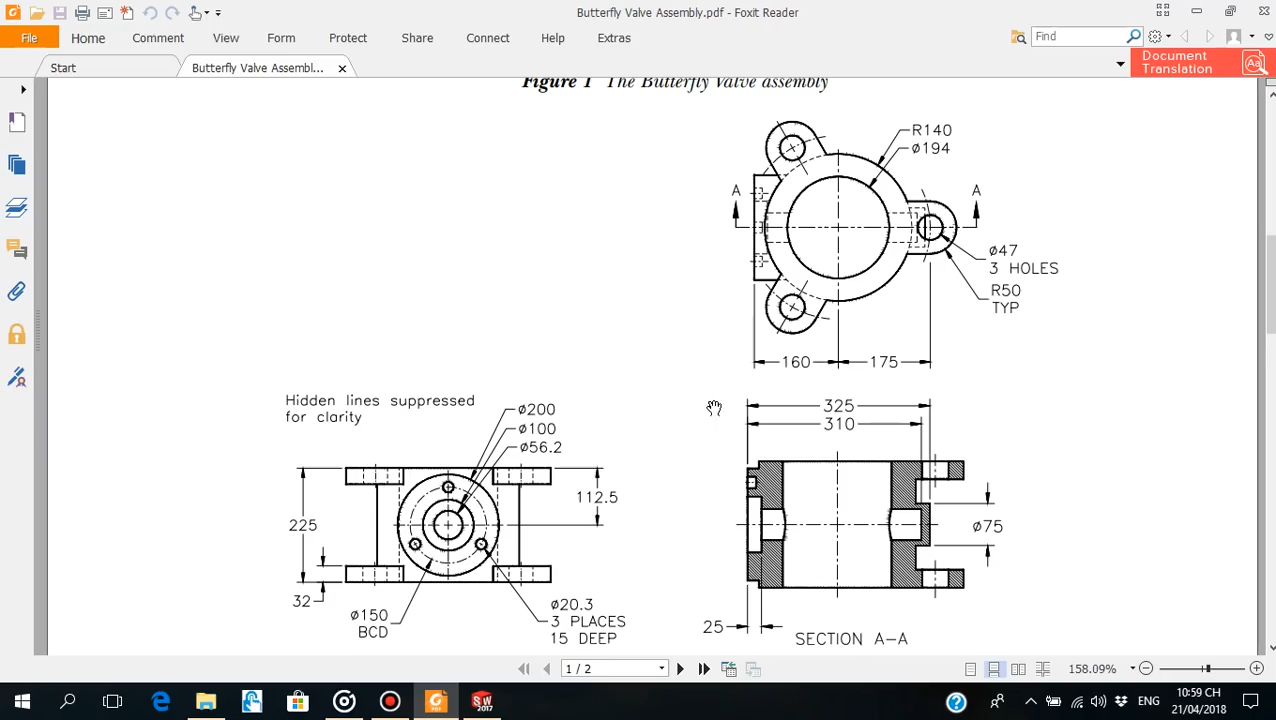 Butterfly Valve Assembly.pdf - Foxit Reader
File
Home
Comment
View
Form
Protect
Share
Connect
Help
Extras
Find
Start
Butterfly Valve Assembl...
Document
Translation
Aa
Figure 1 The Butterfly Valve assembly
R140
ø194
A
A
ø47
3 HOLES
R50
TYP
160
175
Hidden lines suppressed
for clarity
ø200
ø100
ø56.2
112.5
225
32
ø150
BCD
ø20.3
3 PLACES
15 DEEP
325
310
ø75
25
SECTION A-A
1 / 2
158.09%
SW
2017
ENG
10:59 CH
21/04/2018